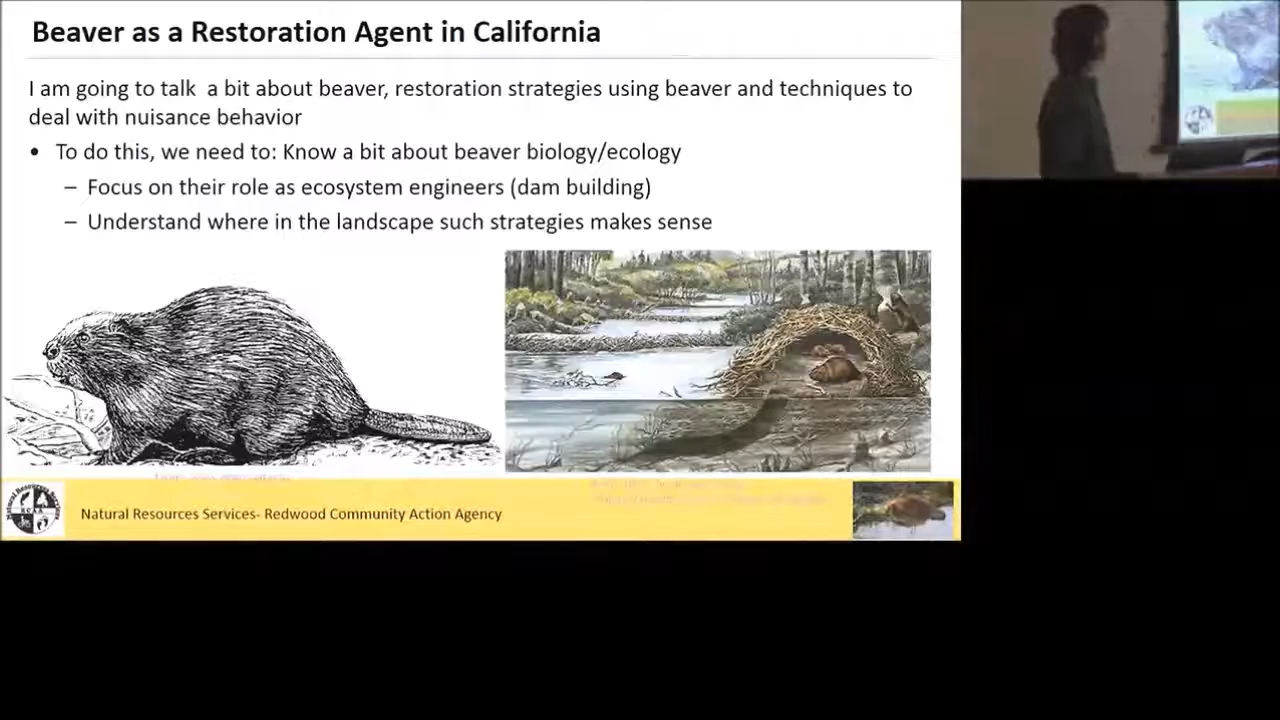 Beaver as a Restoration Agent in California
I am going to talk a bit about beaver, restoration strategies using beaver and techniques to
deal with nuisance behavior
• To do this, we need to: Know a bit about beaver biology/ecology
– Focus on their role as ecosystem engineers (dam building)
– Understand where in the landscape such strategies makes sense
Natural Resources Services- Redwood Community Action Agency